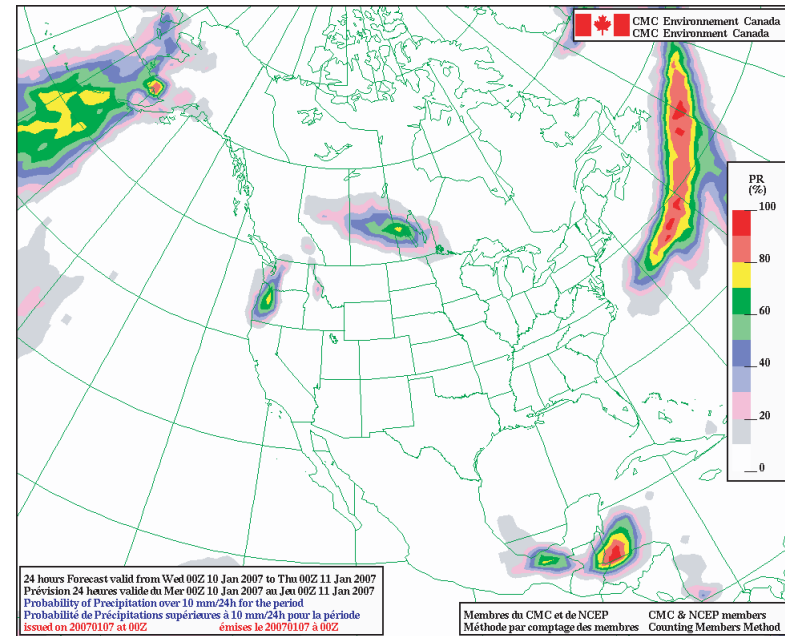 CMC Environnement Canada
CMC Environment Canada
PR
(%)
100
80
60
40
20
0
24 hours Forecast valid from Wed 00Z 10 Jan 2007 to Thu 00Z 11 Jan 2007
Prévision 24 heures valide du Mer 00Z 10 Jan 2007 au Jeu 00Z 11 Jan 2007
Probability of Precipitation over 10 mm/24h for the period
Probabilité de Précipitations supérieures à 10 mm/24h pour la période
issued on 20070107 at 00Z émises le 20070107 à 00Z
Membres du CMC et de NCEP CMC & NCEP members
Méthode par comptage des membres Counting Members Method